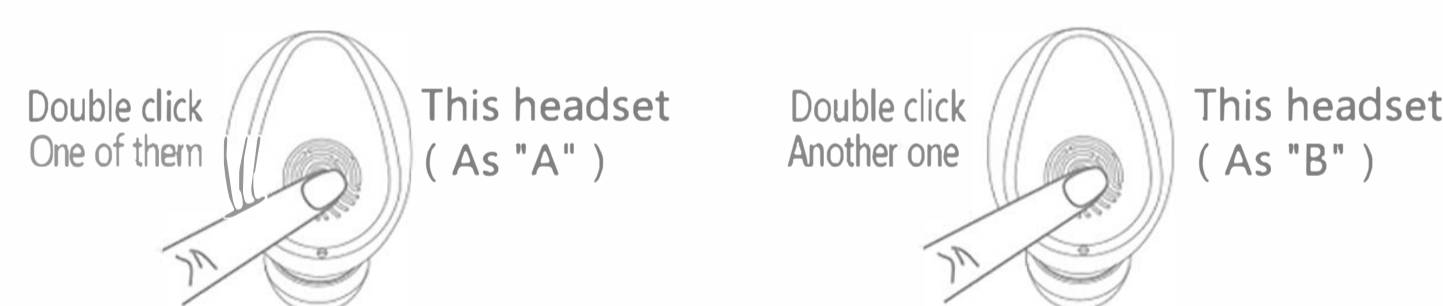 Double click
One of them
This headset
( As "A" )
Double click
Another one
This headset
( As "B" )